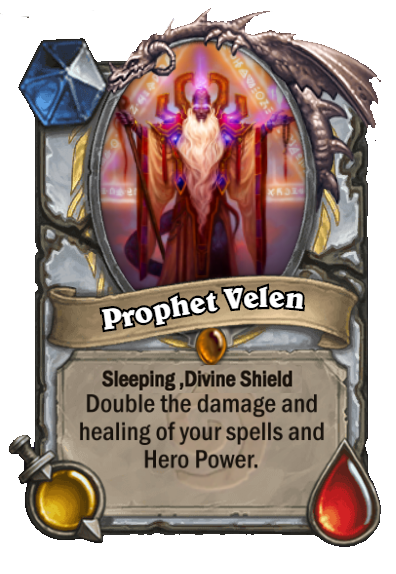 Prophet Velen
Sleeping ,Divine Shield
Double the damage and
healing of your spells and
Hero Power.